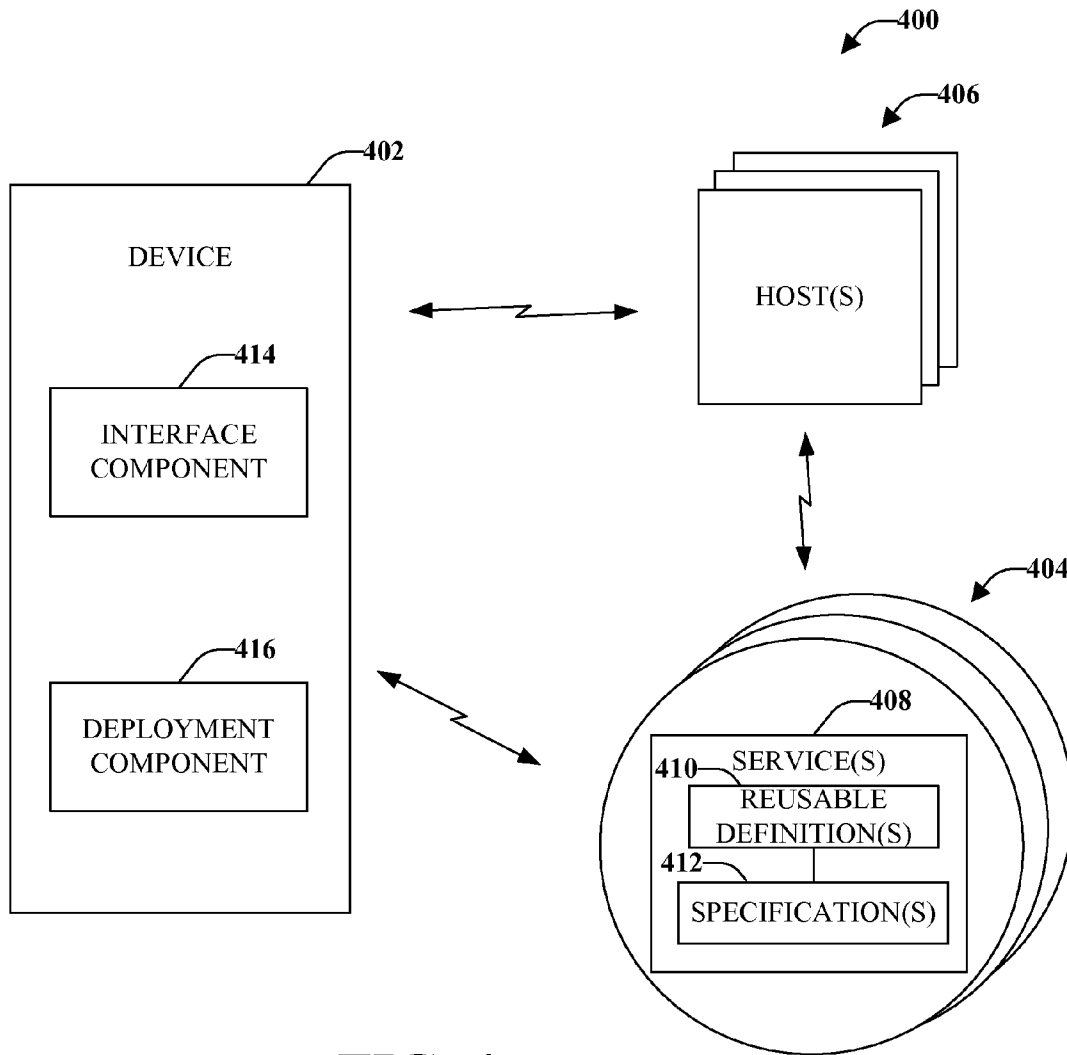 400
406
402
DEVICE
HOST(S)
414
INTERFACE
COMPONENT
404
416
DEPLOYMENT
COMPONENT
408
SERVICE(S)
410
REUSABLE
DEFINITION(S)
412
SPECIFICATION(S)